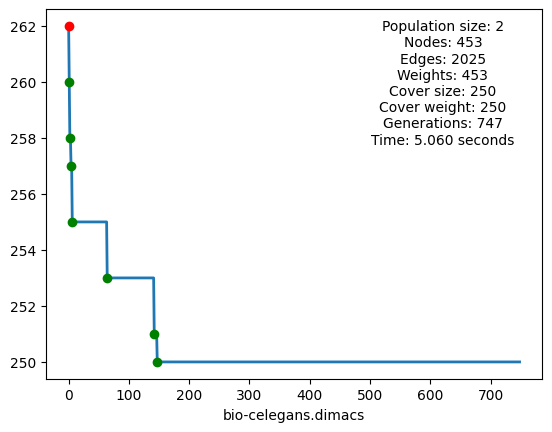 Population size: 2
Nodes: 453
Edges: 2025
Weights: 453
Cover size: 250
Cover weight: 250
Generations: 747
Time: 5.060 seconds
262
260
258
256
254
252
250
0 100 200 300 400 500 600 700
bio-celegans.dimacs